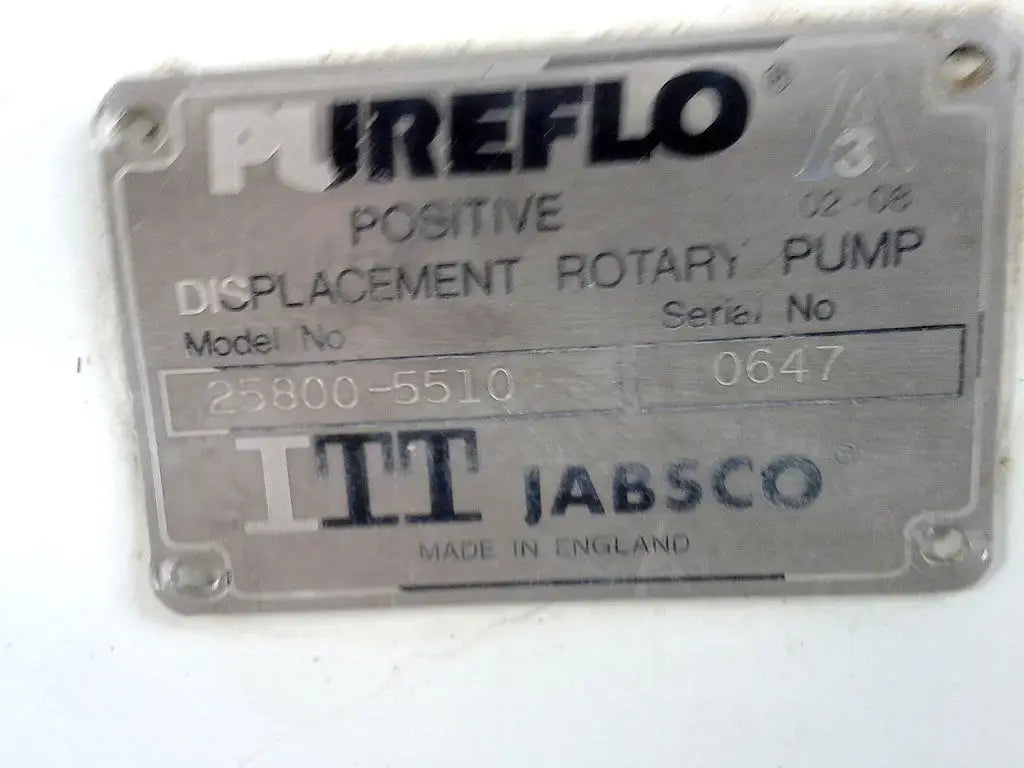 PUREFLO®
A
3
02-08
POSITIVE
DISPLACEMENT ROTARY PUMP
Model No Serial No
25800-5510 0647
ITT JABSCO®
MADE IN ENGLAND